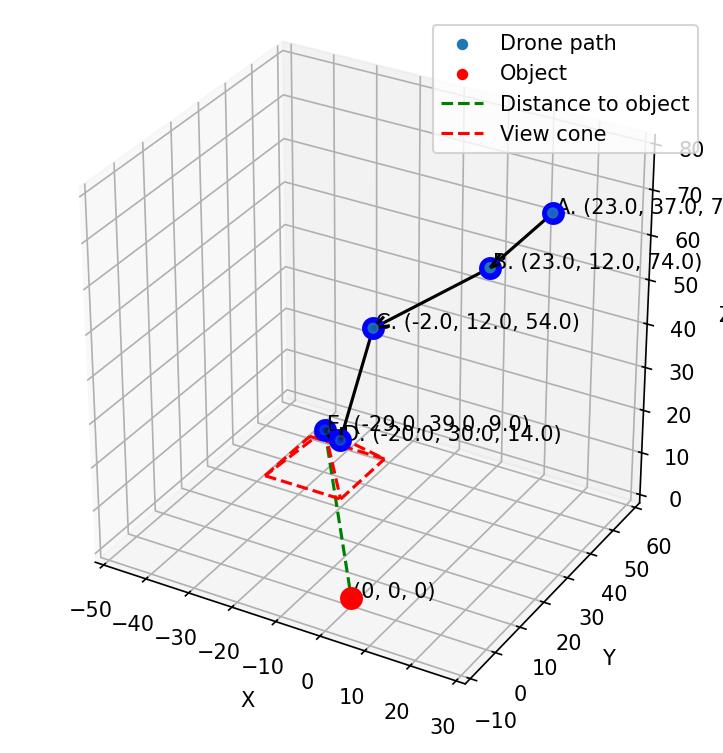 Drone path
Object
Distance to object
View cone
A. (23.0, 37.0, 7
B. (23.0, 12.0, 74.0)
C. (-2.0, 12.0, 54.0)
E. (-29.0, 39.0, 9.0)
D. (-20.0, 30.0, 14.0)
(0, 0, 0)
80
70
60
50
40
30
20
10
0
Z
−50
−40
−30
−20
−10
0
10
20
30
X
−10
0
10
20
30
40
50
60
Y